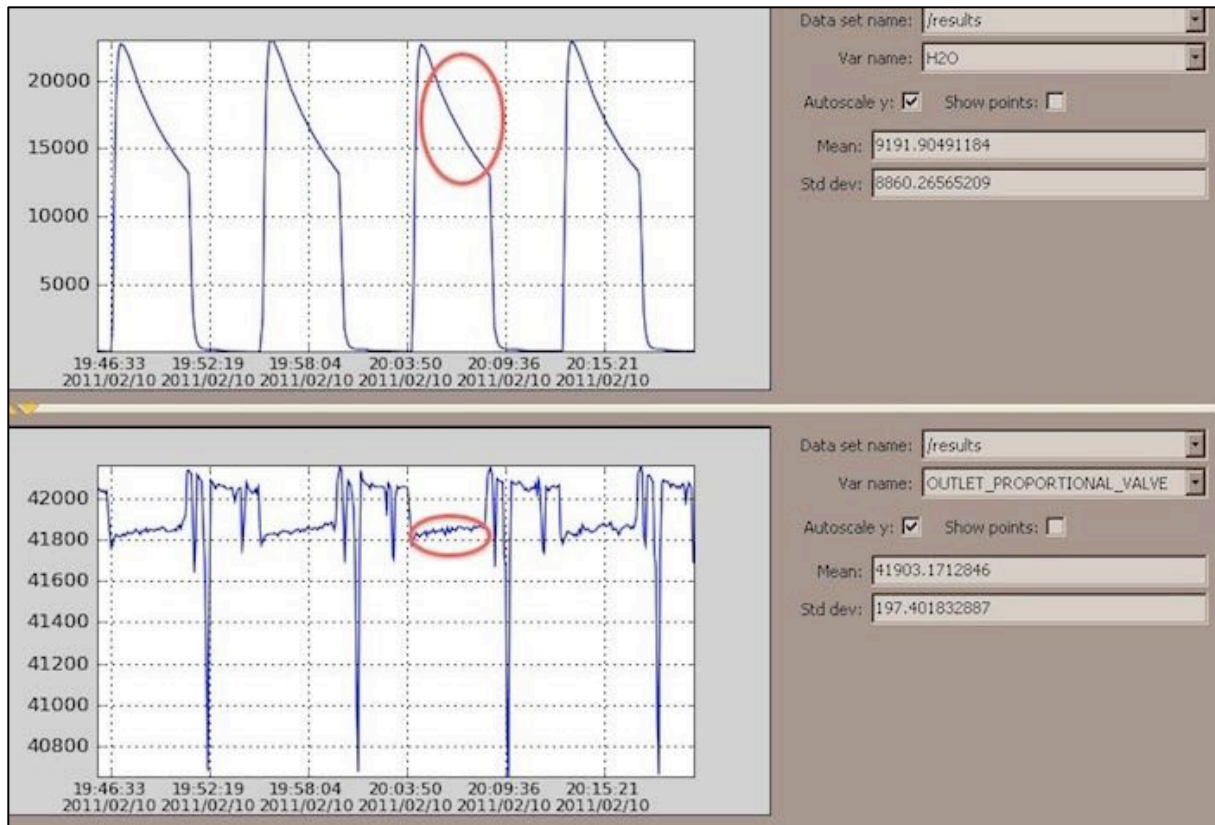 Data set name: /results
Var name: H2O
Autoscale y: Show points:
Mean: 9191.90491184
Std dev: 8860.26565209
20000
15000
10000
5000
19:46:33 19:52:19 19:58:04 20:03:50 20:09:36 20:15:21
2011/02/10 2011/02/10 2011/02/10 2011/02/10 2011/02/10 2011/02/10
Data set name: /results
Var name: OUTLET_PROPORTIONAL_VALVE
Autoscale y: Show points:
Mean: 41903.1712846
Std dev: 197.401832887
42000
41800
41600
41400
41200
41000
40800
19:46:33 19:52:19 19:58:04 20:03:50 20:09:36 20:15:21
2011/02/10 2011/02/10 2011/02/10 2011/02/10 2011/02/10 2011/02/10